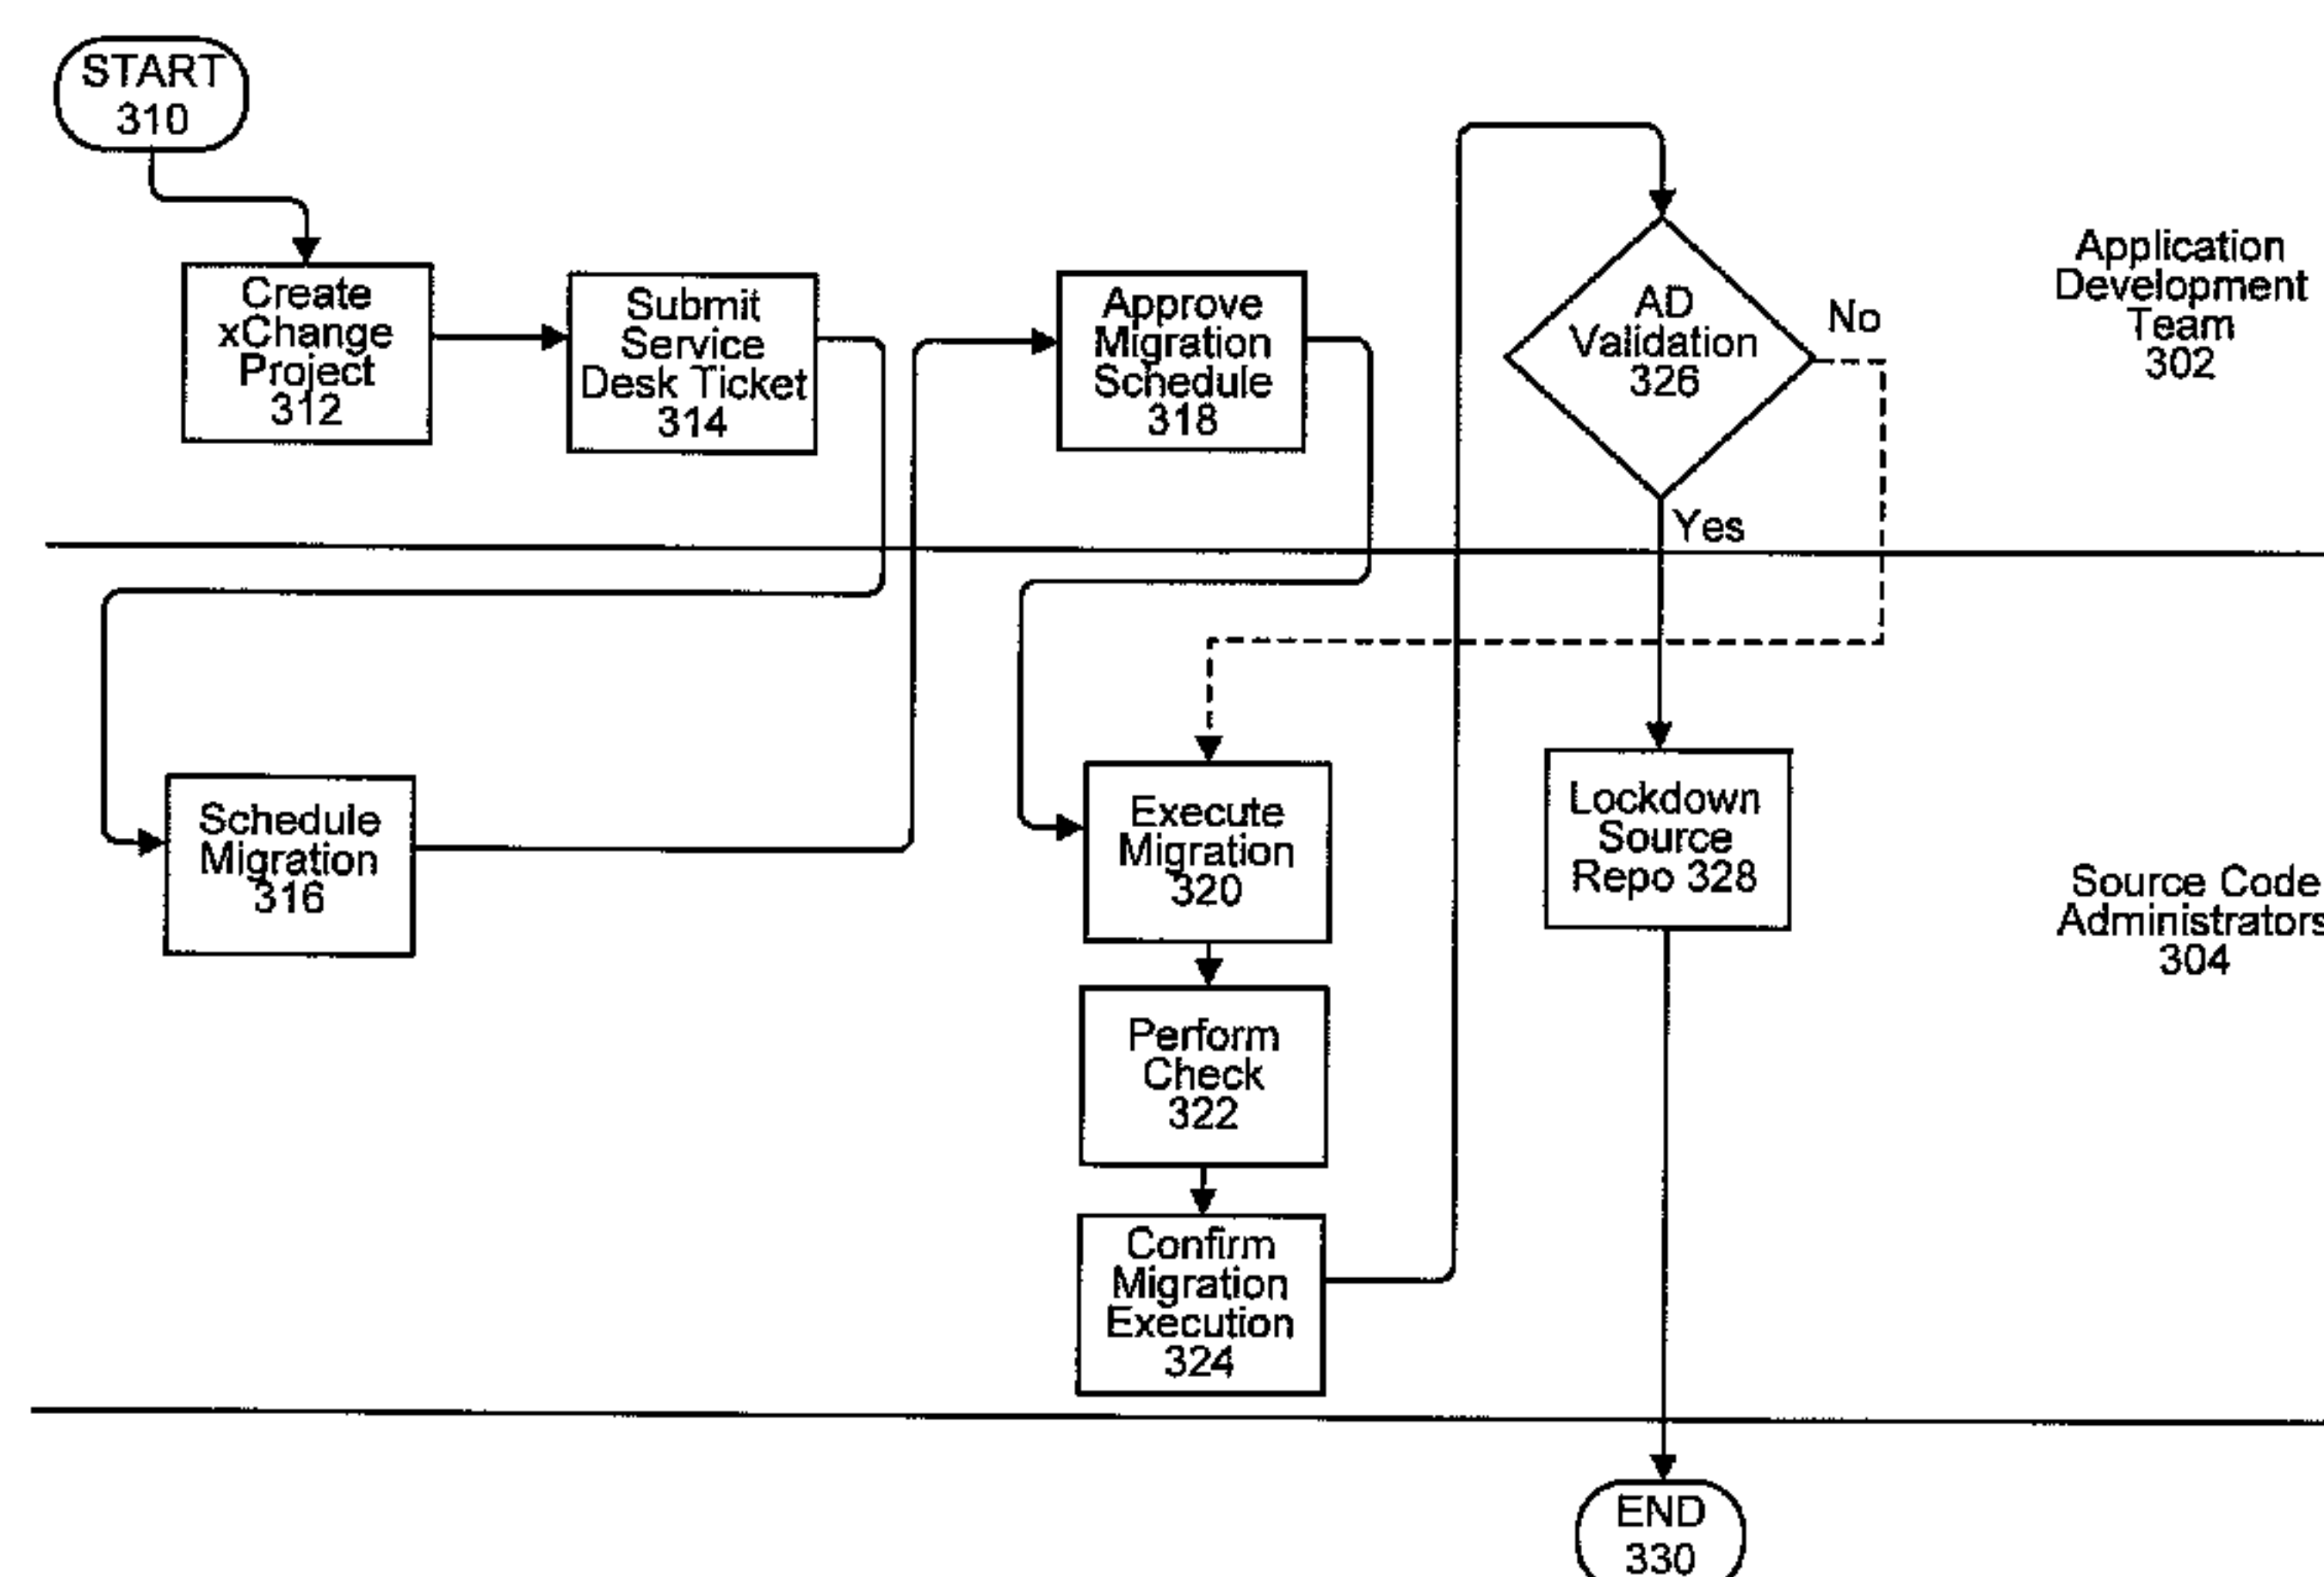 START
310
Create
xChange
Project
312
Submit
Service
Desk Ticket
314
Approve
Migration
Schedule
318
AD
Validation
326
No
Yes
Application
Development
Team
302
Schedule
Migration
316
Execute
Migration
320
Perform
Check
322
Confirm
Migration
Execution
324
Lockdown
Source
Repo 328
Source Code
Administrators
304
END
330